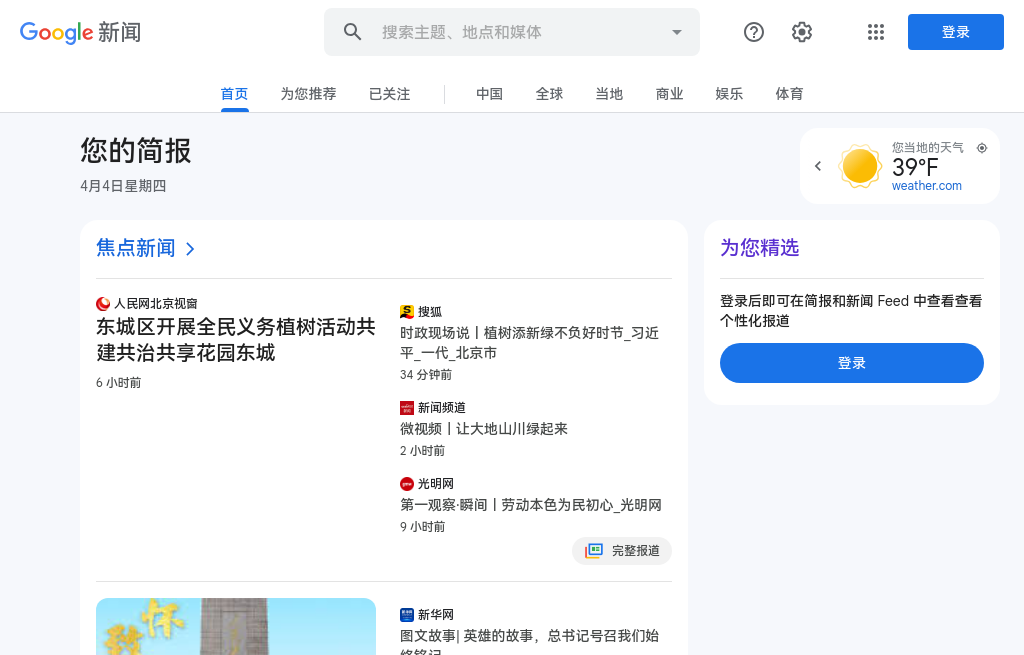 Google 新闻
搜索主题、地点和媒体
登录
首页
为您推荐
已关注
中国
全球
当地
商业
娱乐
体育
您的简报
4月4日星期四
您当地的天气
39°F
weather.com
焦点新闻
人民网北京视窗
东城区开展全民义务植树活动共
建共治共享花园东城
6 小时前
搜狐
时政现场说丨植树添新绿不负好时节_习近
平_一代_北京市
34 分钟前
新闻频道
微视频丨让大地山川绿起来
2 小时前
光明网
第一观察·瞬间丨劳动本色为民初心_光明网
9 小时前
完整报道
新华网
图文故事| 英雄的故事，总书记号召我们始
为您精选
登录后即可在简报和新闻 Feed 中查看查看
个性化报道
登录